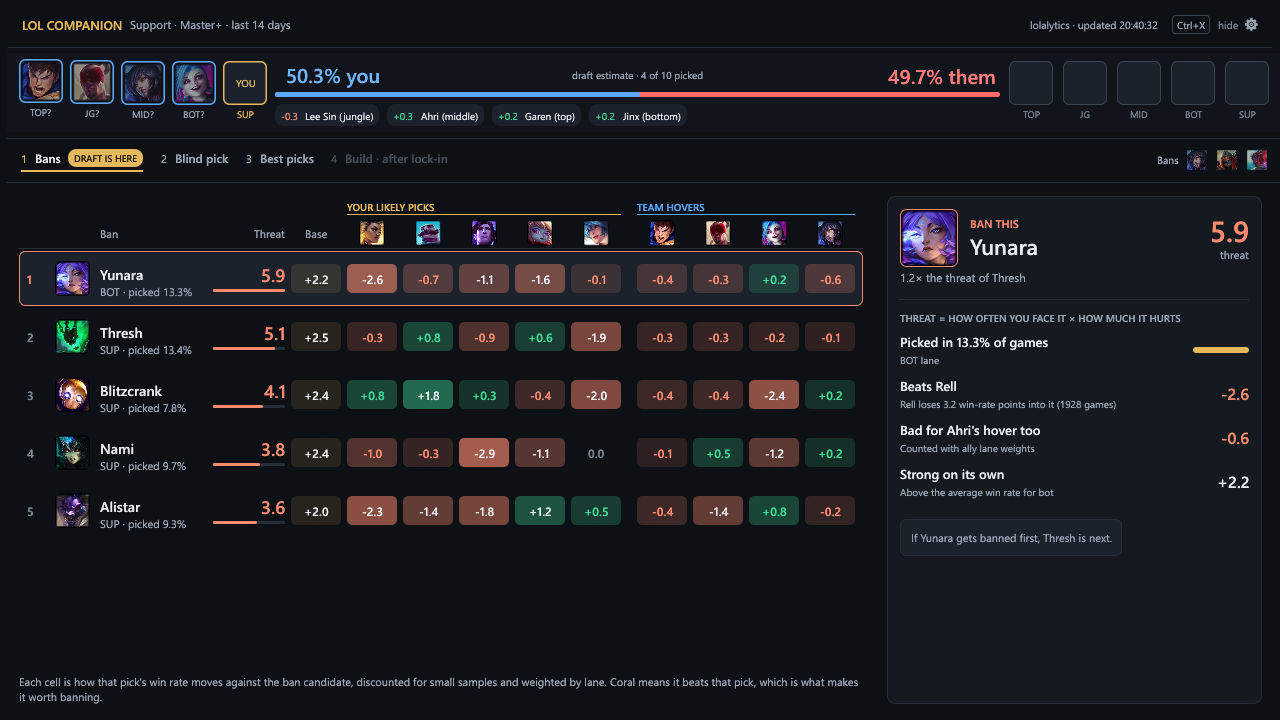 LOL COMPANION Support · Master+ · last 14 days
lolalytics · updated 20:40:32 Ctrl+X hide
YOU
TOP? JG? MID? BOT? SUP
50.3% you draft estimate · 4 of 10 picked 49.7% them
-0.3 Lee Sin (jungle) +0.3 Ahri (middle) +0.2 Garen (top) +0.2 Jinx (bottom)
TOP JG MID BOT SUP
1 Bans DRAFT IS HERE 2 Blind pick 3 Best picks 4 Build · after lock-in
Bans
YOUR LIKELY PICKS TEAM HOVERS
Ban Threat Base
1 Yunara 5.9 +2.2 -2.6 -0.7 -1.1 -1.6 -0.1 -0.4 -0.3 +0.2 -0.6
BOT · picked 13.3%
2 Thresh 5.1 +2.5 -0.3 +0.8 -0.9 +0.6 -1.9 -0.3 -0.3 -0.2 -0.1
SUP · picked 13.4%
3 Blitzcrank 4.1 +2.4 +0.8 +1.8 +0.3 -0.4 -2.0 -0.4 -0.4 -2.4 +0.2
SUP · picked 7.8%
4 Nami 3.8 +2.4 -1.0 -0.3 -2.9 -1.1 0.0 -0.1 +0.5 -1.2 +0.2
SUP · picked 9.7%
5 Alistar 3.6 +2.0 -2.3 -1.4 -1.8 +1.2 +0.5 -0.4 -1.4 +0.8 -0.2
SUP · picked 9.3%
Each cell is how that pick's win rate moves against the ban candidate, discounted for small samples and weighted by lane. Coral means it beats that pick, which is what makes
it worth banning.
BAN THIS
Yunara
5.9
threat
1.2× the threat of Thresh
THREAT = HOW OFTEN YOU FACE IT × HOW MUCH IT HURTS
Picked in 13.3% of games
BOT lane
Beats Rell
Rell loses 3.2 win-rate points into it (1928 games)
-2.6
Bad for Ahri's hover too
Counted with ally lane weights
-0.6
Strong on its own
Above the average win rate for bot
+2.2
If Yunara gets banned first, Thresh is next.